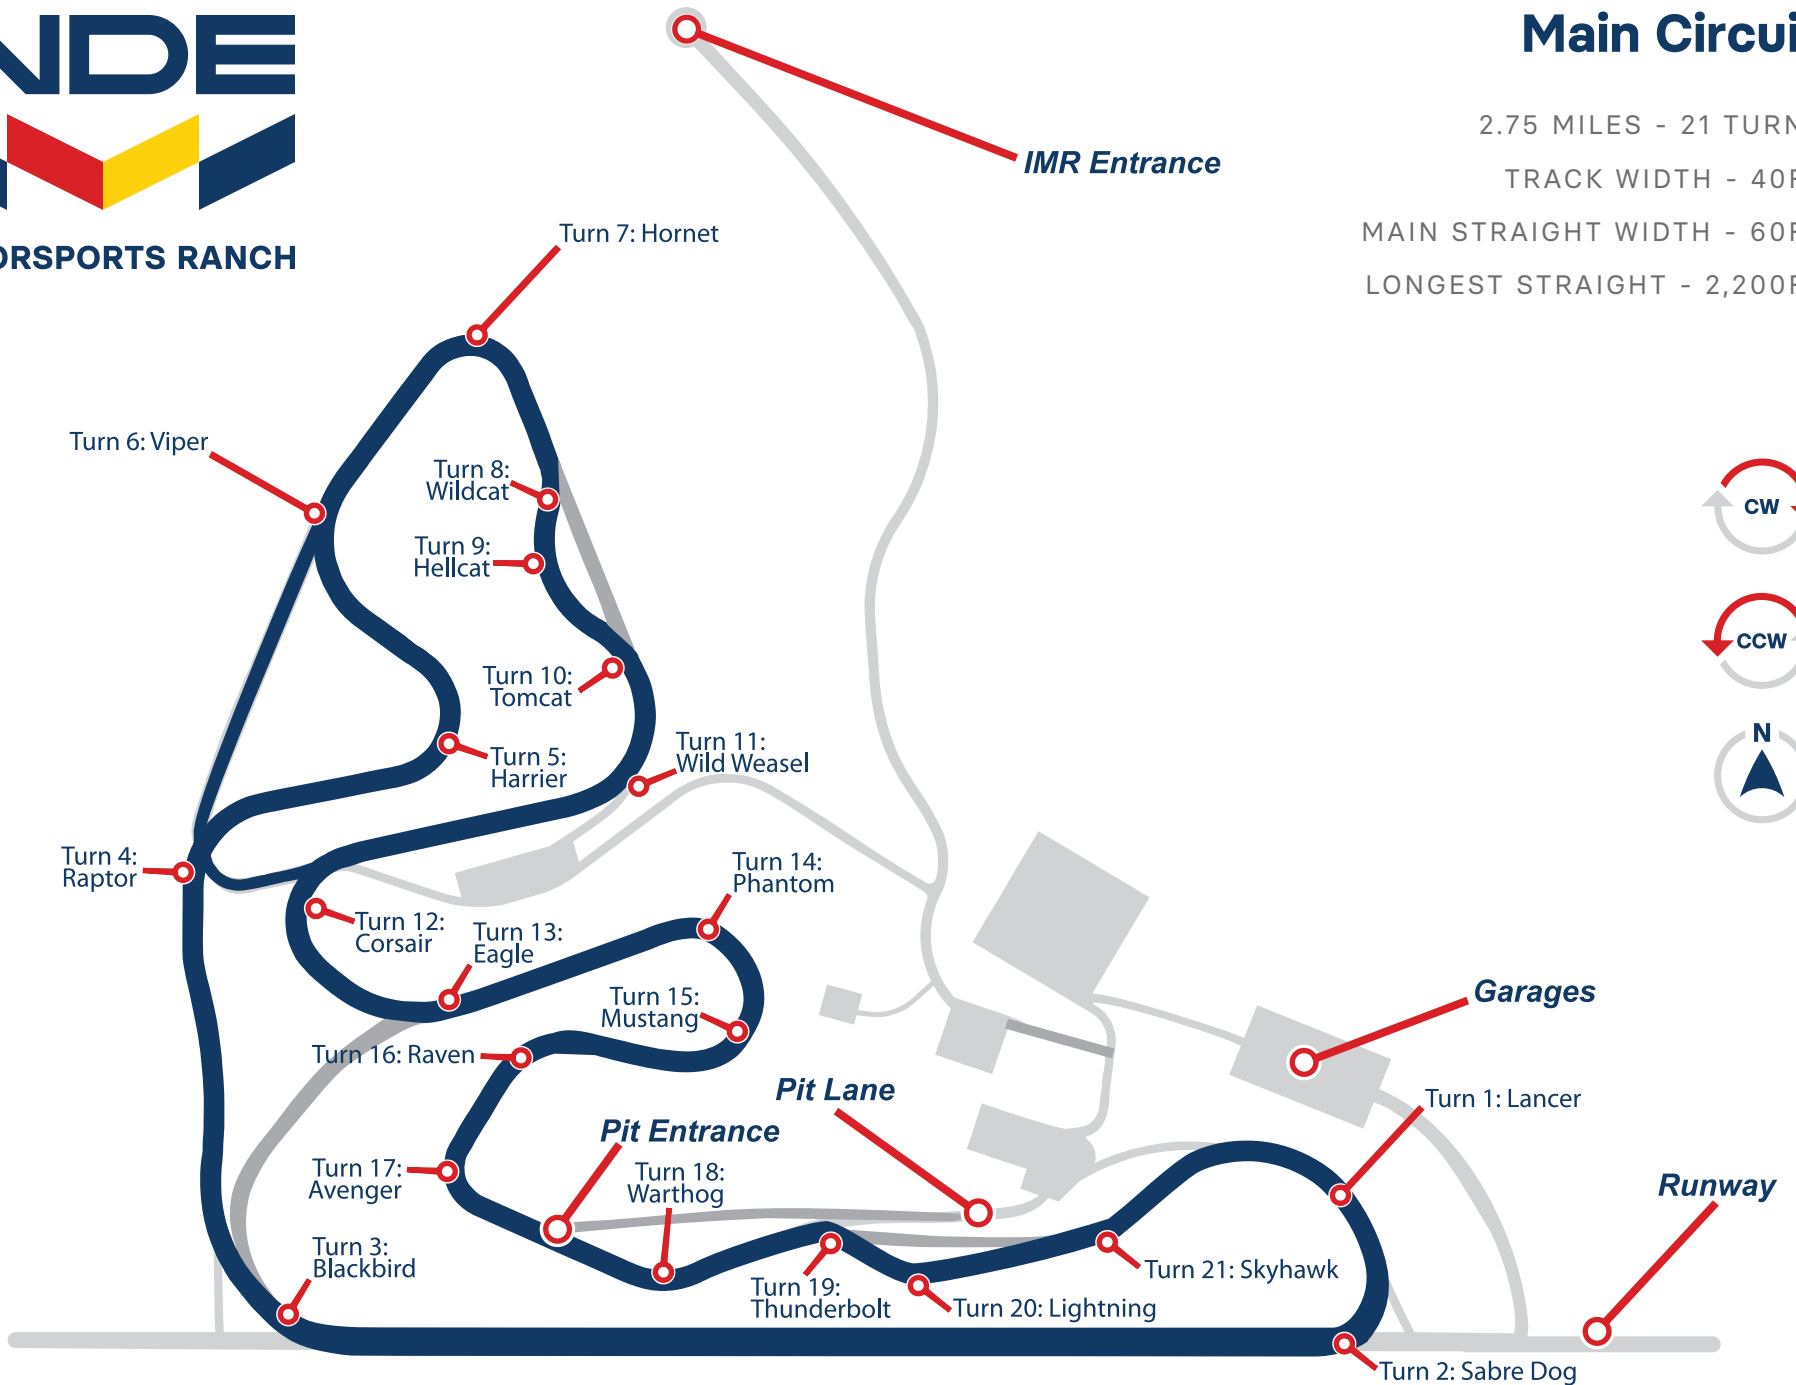 NDE
ORSPORTS RANCH
Main Circui
2.75 MILES - 21 TURN
TRACK WIDTH - 40F
MAIN STRAIGHT WIDTH - 60F
LONGEST STRAIGHT - 2,200F
IMR Entrance
Turn 7: Hornet
Turn 6: Viper
Turn 8:
Wildcat
CW
Turn 9:
Hellcat
CCW
Turn 10:
Tomcat
N
Turn 11:
Wild Weasel
Turn 5:
Harrier
Turn 4:
Raptor
Turn 14:
Phantom
Turn 12:
Corsair
Turn 13:
Eagle
Turn 15:
Mustang
Garages
Turn 16: Raven
Pit Lane
Turn 1: Lancer
Pit Entrance
Turn 17:
Avenger
Turn 18:
Warthog
Runway
Turn 3:
Blackbird
Turn 21: Skyhawk
Turn 19:
Thunderbolt
Turn 20: Lightning
Turn 2: Sabre Dog